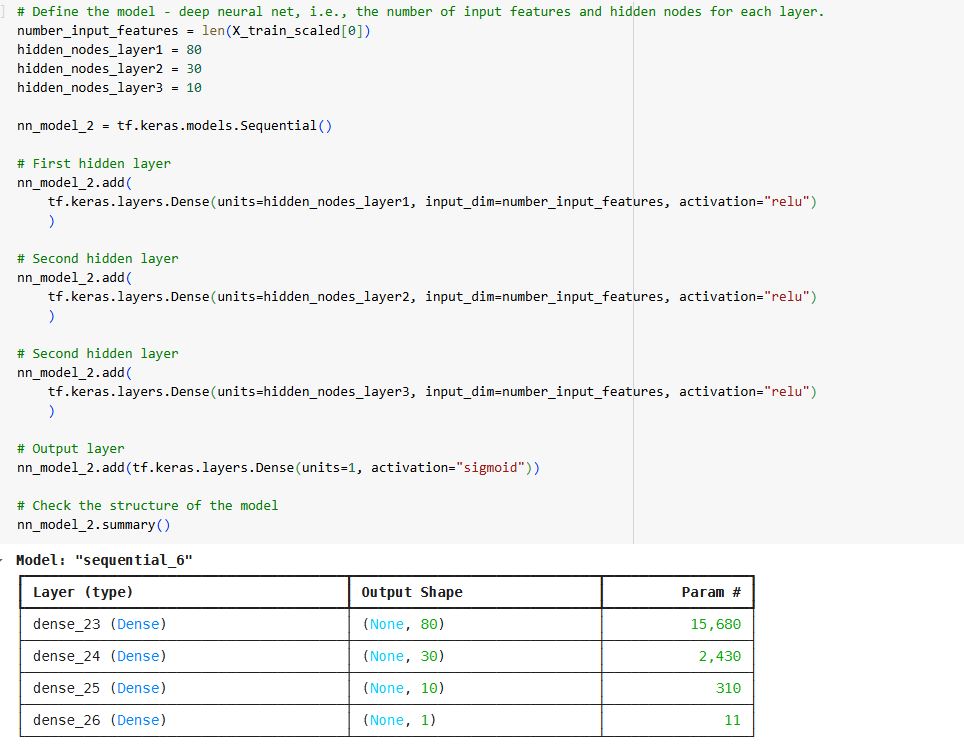 # Define the model - deep neural net, i.e., the number of input features and hidden nodes for each layer.
number_input_features = len(X_train_scaled[0])
hidden_nodes_layer1 = 80
hidden_nodes_layer2 = 30
hidden_nodes_layer3 = 10
nn_model_2 = tf.keras.models.Sequential()
# First hidden layer
nn_model_2.add(
tf.keras.layers.Dense(units=hidden_nodes_layer1, input_dim=number_input_features, activation="relu")
)
# Second hidden layer
nn_model_2.add(
tf.keras.layers.Dense(units=hidden_nodes_layer2, input_dim=number_input_features, activation="relu")
)
# Second hidden layer
nn_model_2.add(
tf.keras.layers.Dense(units=hidden_nodes_layer3, input_dim=number_input_features, activation="relu")
)
# Output layer
nn_model_2.add(tf.keras.layers.Dense(units=1, activation="sigmoid"))
# Check the structure of the model
nn_model_2.summary()
Model: "sequential_6"
Layer (type) Output Shape Param #
dense_23 (Dense) (None, 80) 15,680
dense_24 (Dense) (None, 30) 2,430
dense_25 (Dense) (None, 10) 310
dense_26 (Dense) (None, 1) 11